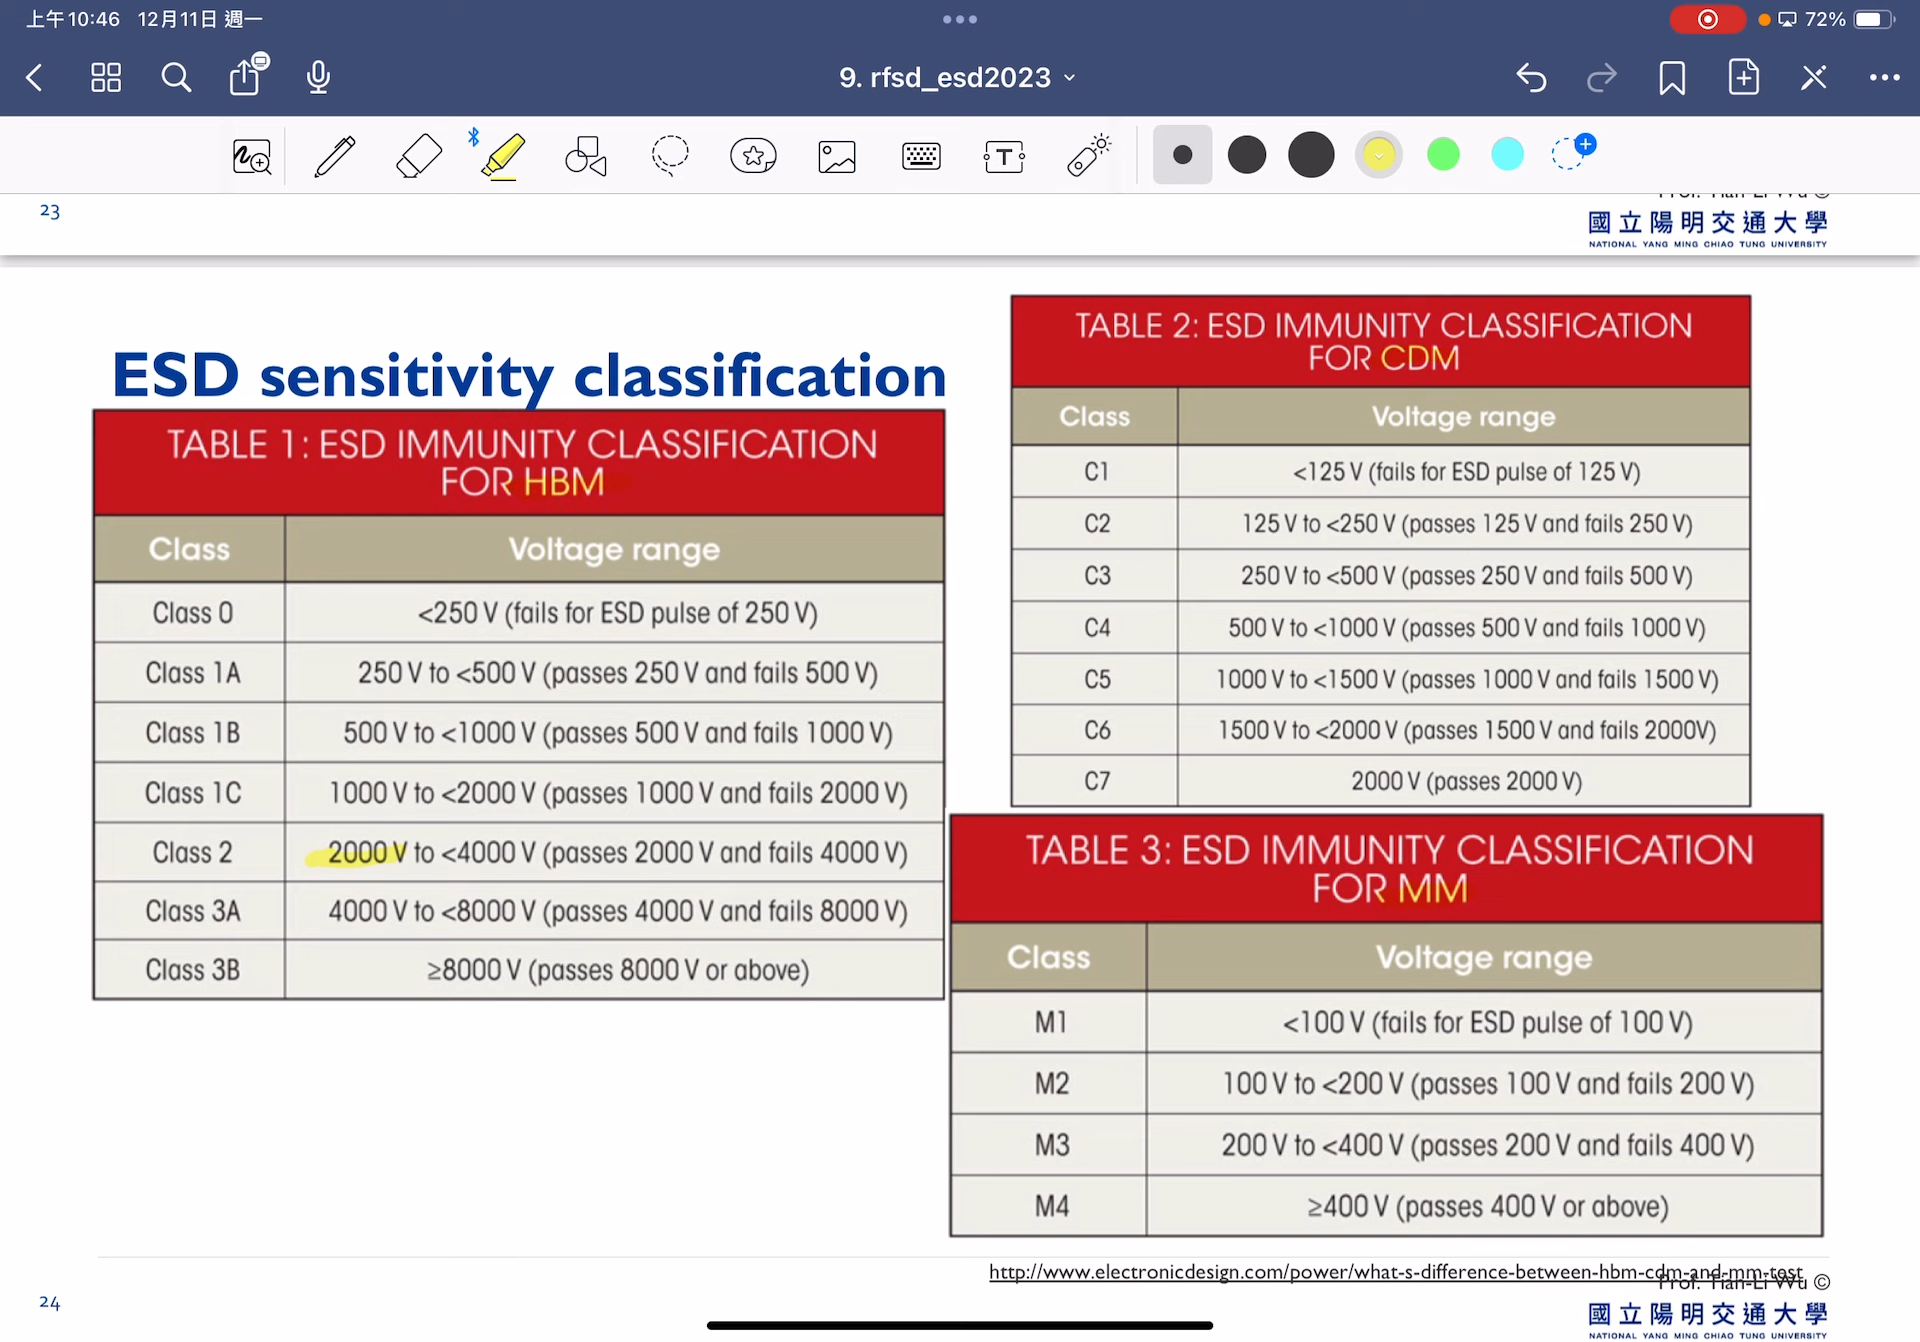 上午10:46 12月11日 週一
72%
9. rfsd_esd2023
23
國立陽明交通大學
NATIONAL YANG MING CHIAO TUNG UNIVERSITY
ESD sensitivity classification
TABLE 1: ESD IMMUNITY CLASSIFICATION
FOR HBM
Class Voltage range
Class 0 <250 V (fails for ESD pulse of 250 V)
Class 1A 250 V to <500 V (passes 250 V and fails 500 V)
Class 1B 500 V to <1000 V (passes 500 V and fails 1000 V)
Class 1C 1000 V to <2000 V (passes 1000 V and fails 2000 V)
Class 2 2000 V to <4000 V (passes 2000 V and fails 4000 V)
Class 3A 4000 V to <8000 V (passes 4000 V and fails 8000 V)
Class 3B ≥8000 V (passes 8000 V or above)
TABLE 2: ESD IMMUNITY CLASSIFICATION
FOR CDM
Class Voltage range
C1 <125 V (fails for ESD pulse of 125 V)
C2 125 V to <250 V (passes 125 V and fails 250 V)
C3 250 V to <500 V (passes 250 V and fails 500 V)
C4 500 V to <1000 V (passes 500 V and fails 1000 V)
C5 1000 V to <1500 V (passes 1000 V and fails 1500 V)
C6 1500 V to <2000 V (passes 1500 V and fails 2000V)
C7 2000 V (passes 2000 V)
TABLE 3: ESD IMMUNITY CLASSIFICATION
FOR MM
Class Voltage range
M1 <100 V (fails for ESD pulse of 100 V)
M2 100 V to <200 V (passes 100 V and fails 200 V)
M3 200 V to <400 V (passes 200 V and fails 400 V)
M4 ≥400 V (passes 400 V or above)
http://www.electronicdesign.com/power/what-s-difference-between-hbm-cdm-and-mm-test
Prof. Tian-Li Wu ©
24
國立陽明交通大學
NATIONAL YANG MING CHIAO TUNG UNIVERSITY